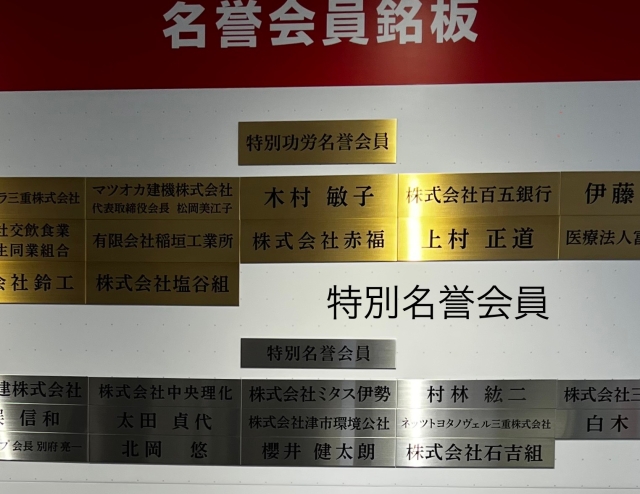 名誉会員銘板
特別功労名誉会員
ラ三重株式会社
マツオカ建機株式会社
代表取締役会長 松岡美江子
木村 敏子
株式会社百五銀行
伊藤
社交飲食業
生同業組合
有限会社稲垣工業所
株式会社赤福
上村 正道
医療法人富
会社鈴工
株式会社塩谷組
特別名誉会員
特別名誉会員
建株式会社
株式会社中央理化
株式会社ミタス伊勢
村林 紘二
株式会社三
信和
太田 貞代
株式会社津市環境公社
ネッツトヨタノヴェル三重株式会社
白木
プ 会長 別府 亮一
北岡 悠
櫻井 健太朗
株式会社石吉組